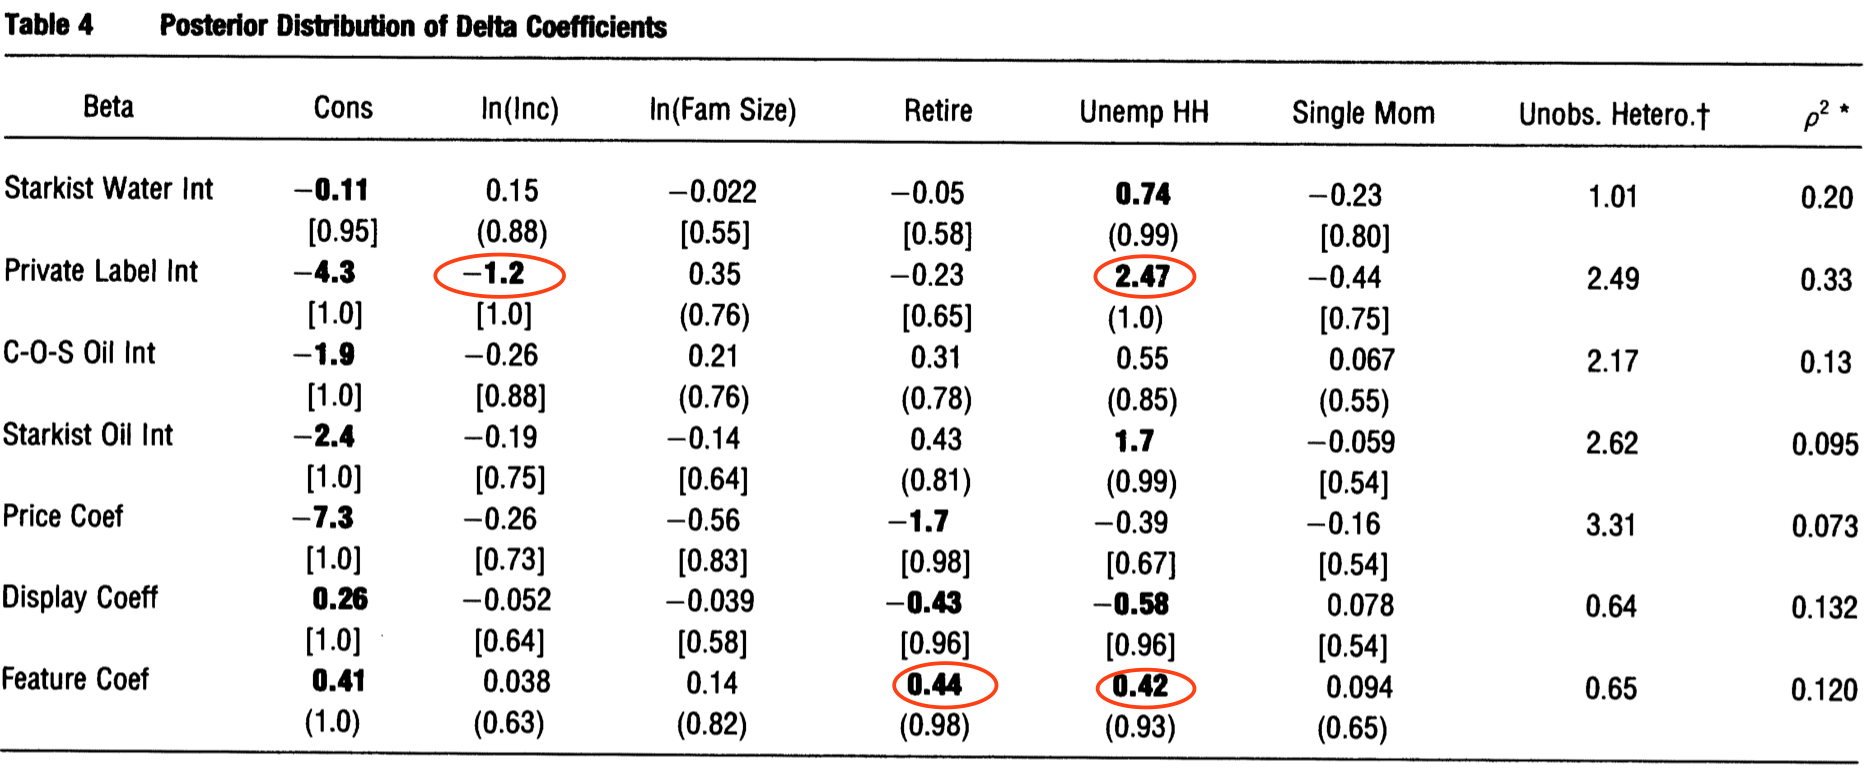 Table 4 Posterior Distribution of Delta Coefficients
Beta Cons ln(Inc) ln(Fam Size) Retire Unemp HH Single Mom Unobs. Hetero.† ρ² *
Starkist Water Int −0.11 0.15 −0.022 −0.05 0.74 −0.23 1.01 0.20
[0.95] (0.88) [0.55] [0.58] (0.99) [0.80]
Private Label Int −4.3 −1.2 0.35 −0.23 2.47 −0.44 2.49 0.33
[1.0] [1.0] (0.76) [0.65] (1.0) [0.75]
C-O-S Oil Int −1.9 −0.26 0.21 0.31 0.55 0.067 2.17 0.13
[1.0] [0.88] (0.76) (0.78) (0.85) (0.55)
Starkist Oil Int −2.4 −0.19 −0.14 0.43 1.7 −0.059 2.62 0.095
[1.0] [0.75] [0.64] (0.81) (0.99) [0.54]
Price Coef −7.3 −0.26 −0.56 −1.7 −0.39 −0.16 3.31 0.073
[1.0] [0.73] [0.83] [0.98] [0.67] [0.54]
Display Coeff 0.26 −0.052 −0.039 −0.43 −0.58 0.078 0.64 0.132
[1.0] [0.64] [0.58] [0.96] [0.96] [0.54]
Feature Coef 0.41 0.038 0.14 0.44 0.42 0.094 0.65 0.120
(1.0) (0.63) (0.82) (0.98) (0.93) (0.65)